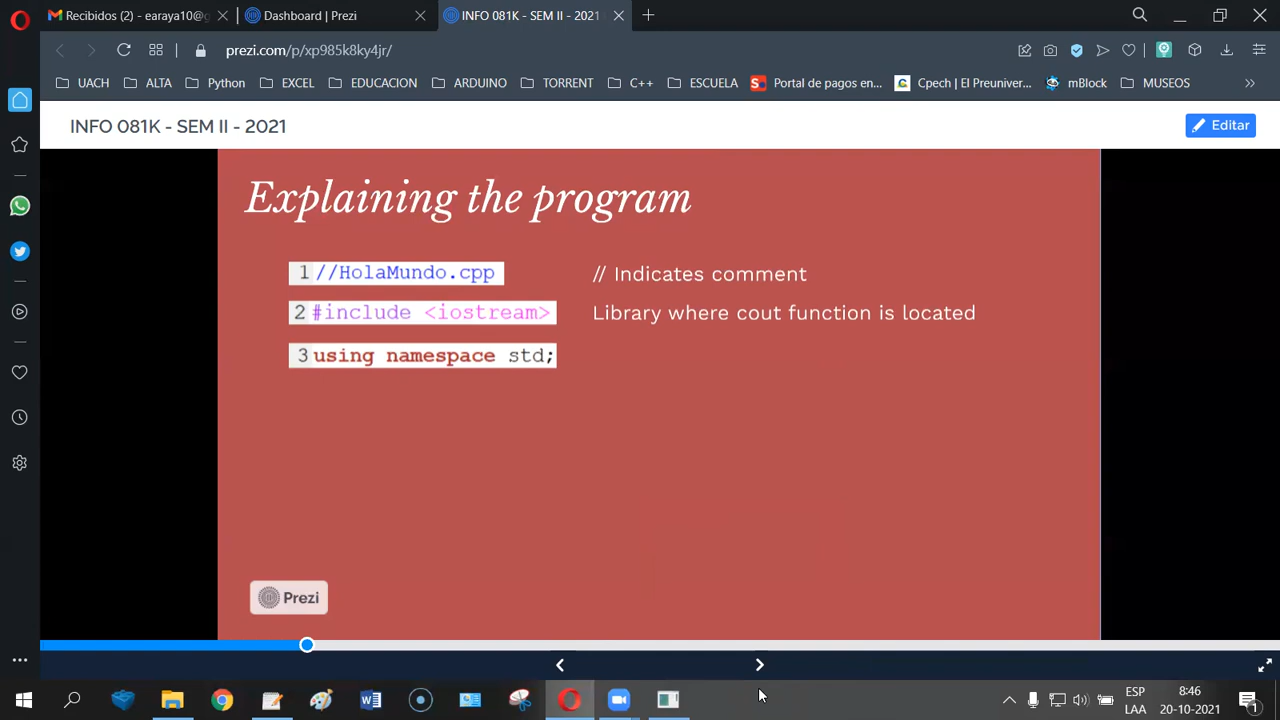 Recibidos (2) - earaya10@g
Dashboard | Prezi
INFO 081K - SEM II - 2021
prezi.com/p/xp985k8ky4jr/
UACH
ALTA
Python
EXCEL
EDUCACION
ARDUINO
TORRENT
C++
ESCUELA
Portal de pagos en...
Cpech | El Preuniver...
mBlock
MUSEOS
INFO 081K - SEM II - 2021
Editar
Explaining the program
1 //HolaMundo.cpp
// Indicates comment
2 #include <iostream>
Library where cout function is located
3 using namespace std;
Prezi
ESP
LAA
8:46
20-10-2021
1